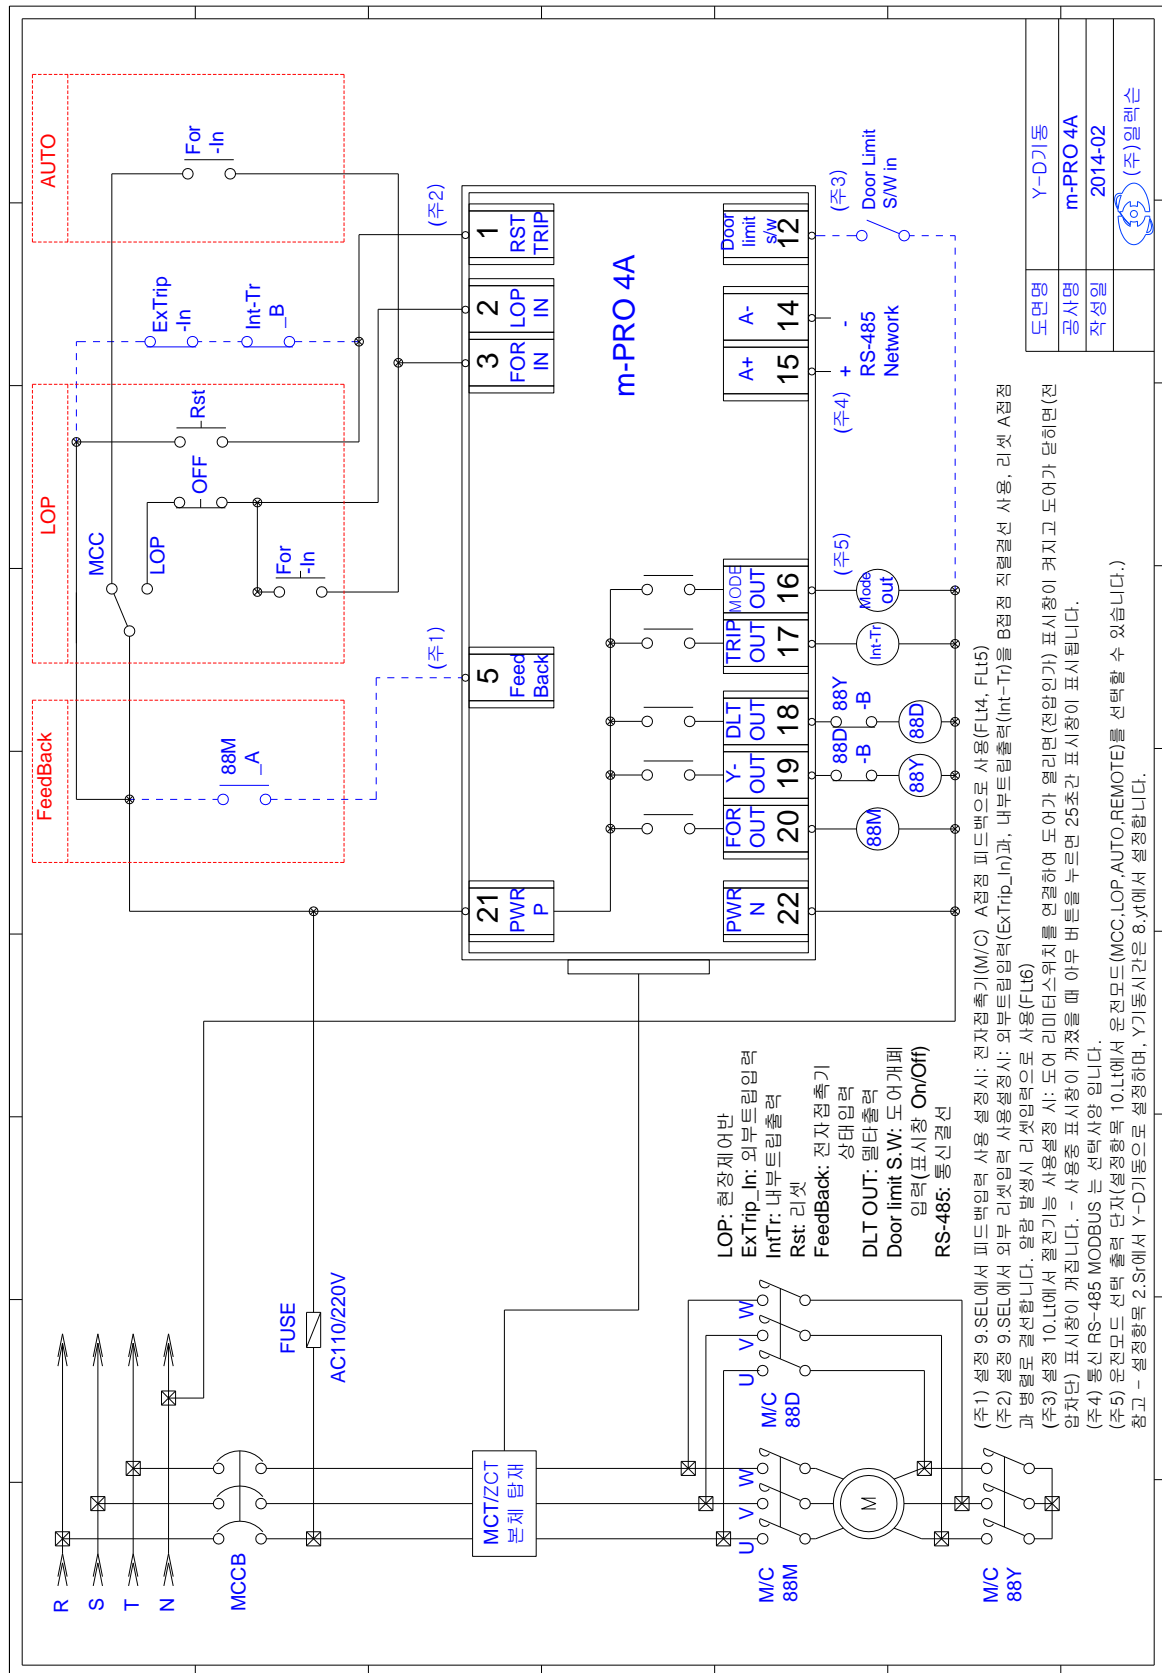 R
S
T
N
MCCB
FUSE
AC110/220V
MCT/ZCT
본체 탑재
U
V
W
M/C
88M
U
V
W
M/C
88D
M
M/C
88Y
FeedBack
88M
_A
LOP
MCC
LOP
OFF
Rst
For
-In
AUTO
For
-In
ExTrip
-In
Int-Tr
_B
(주1)
(주2)
21
PWR
P
5
Feed
Back
3
FOR
IN
2
LOP
IN
1
RST
TRIP
m-PRO 4A
PWR
N
22
FOR
OUT
20
Y-
OUT
19
DLT
OUT
18
TRIP
OUT
17
MODE
OUT
16
A+
15
A-
14
Door
limit
s/w
12
88M
88D
-B
88Y
88Y
-B
88D
Int-Tr
Mode
out
(주5)
(주4)
+
-
RS-485
Network
(주3)
Door Limit
S/W in
LOP: 현장제어반
ExTrip_In: 외부트립입력
IntTr: 내부트립출력
Rst: 리셋
FeedBack: 전자접촉기
상태입력
DLT OUT: 델타출력
Door limit S.W: 도어개폐
입력(표시창 On/Off)
RS-485: 통신결선
(주1) 설정 9.SEL에서 피드백입력 사용 설정시: 전자접촉기(M/C) A접점 피드백으로 사용(FLt4, FLt5)
(주2) 설정 9.SEL에서 외부 리셋입력 사용설정시: 외부트립입력(ExTrip_In)과, 내부트립출력(Int-Tr)을 B접점 직렬결선 사용, 리셋 A접점
과 병렬로 결선합니다. 알람 발생시 리셋입력으로 사용(FLt6)
(주3) 설정 10.Lt에서 절전기능 사용설정 시: 도어 리미터스위치를 연결하여 도어가 열리면(전압인가) 표시창이 켜지고 도어가 닫히면(전
압차단) 표시창이 꺼집니다. - 사용중 표시창이 꺼졌을 때 아무 버튼을 누르면 25초간 표시창이 표시됩니다.
(주4) 통신 RS-485 MODBUS 는 선택사양 입니다.
(주5) 운전모드 선택 출력 단자(설정항목 10.Lt에서 운전모드(MCC,LOP,AUTO,REMOTE)를 선택할 수 있습니다.)
참고 - 설정항목 2.Sr에서 Y-D기동으로 설정하며, Y기동시간은 8.yt에서 설정합니다.
도면명 Y-D기동
공사명 m-PRO 4A
작성일 2014-02
(주)일렉슨